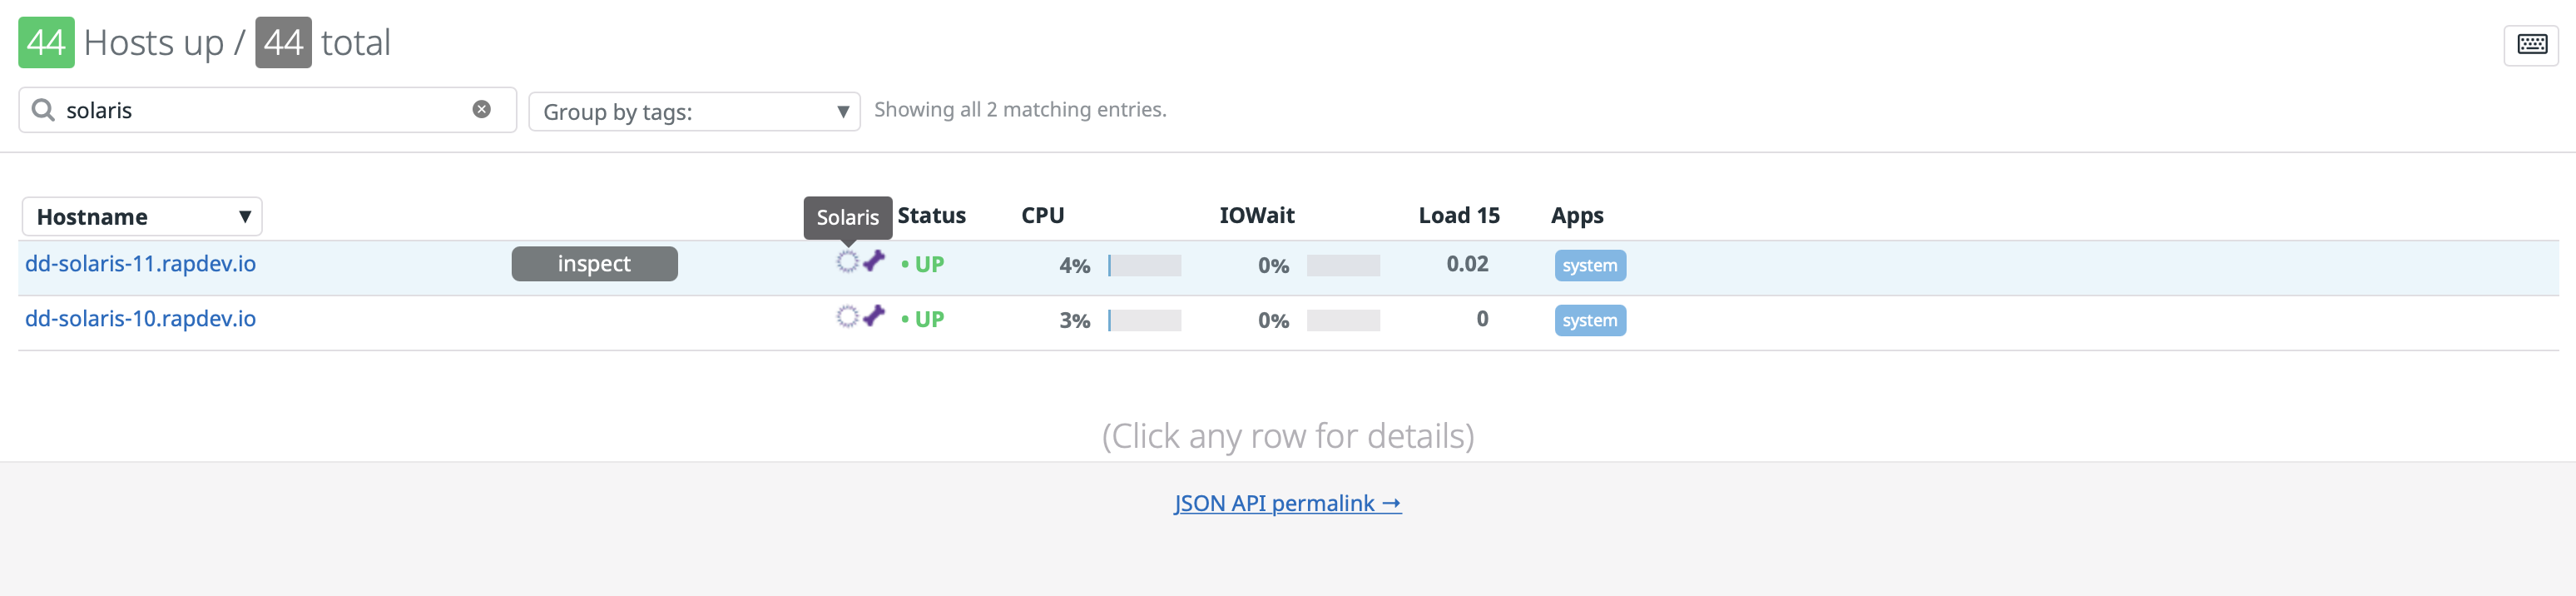 44 Hosts up / 44 total
solaris
Group by tags: ▼
Showing all 2 matching entries.
Solaris
Hostname ▼ Status CPU IOWait Load 15 Apps
dd-solaris-11.rapdev.io inspect • UP 4% 0% 0.02 system
dd-solaris-10.rapdev.io • UP 3% 0% 0 system
(Click any row for details)
JSON API permalink →